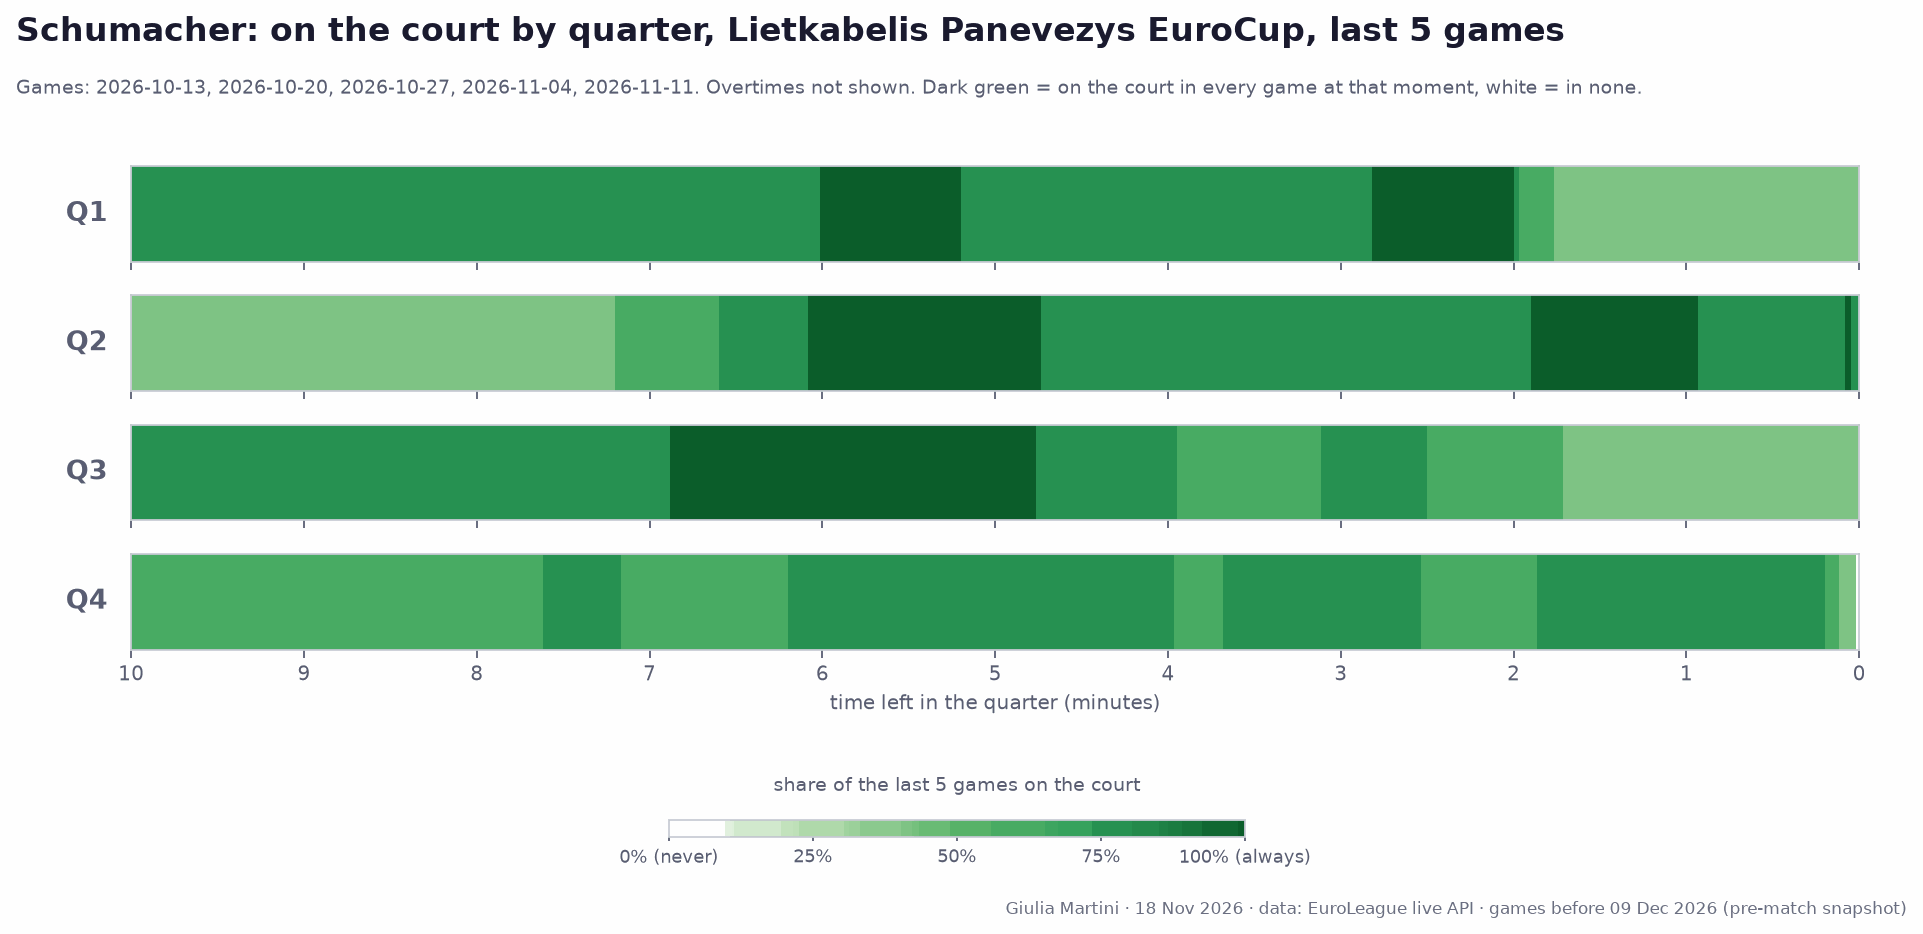 Schumacher: on the court by quarter, Lietkabelis Panevezys EuroCup, last 5 games
Games: 2026-10-13, 2026-10-20, 2026-10-27, 2026-11-04, 2026-11-11. Overtimes not shown. Dark green = on the court in every game at that moment, white = in none.
Q1
Q2
Q3
Q4
10 9 8 7 6 5 4 3 2 1 0
time left in the quarter (minutes)
share of the last 5 games on the court
0% (never) 25% 50% 75% 100% (always)
Giulia Martini · 18 Nov 2026 · data: EuroLeague live API · games before 09 Dec 2026 (pre-match snapshot)